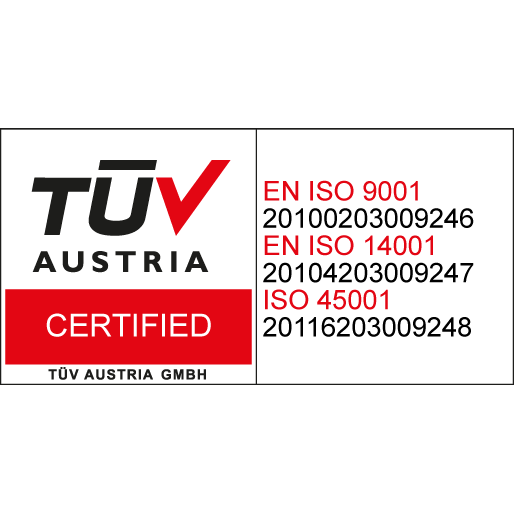 TÜV
AUSTRIA
CERTIFIED
TÜV AUSTRIA GMBH
EN ISO 9001
20100203009246
EN ISO 14001
20104203009247
ISO 45001
20116203009248